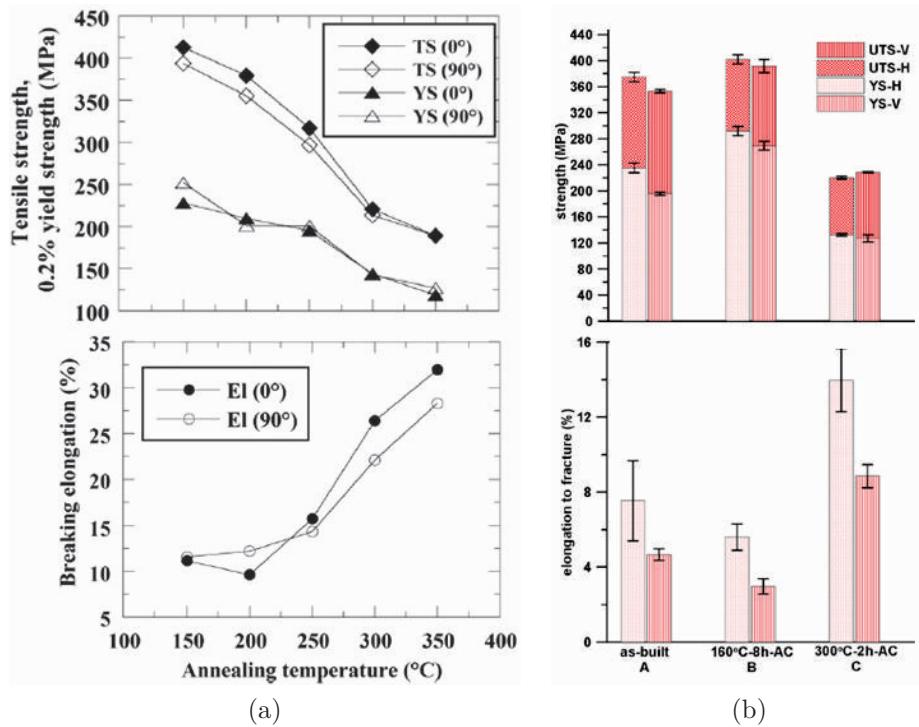 Tensile strength,
0.2% yield strength (MPa)
450
400
350
300
250
200
150
100
TS (0°)
TS (90°)
YS (0°)
YS (90°)
Breaking elongation (%)
35
30
25
20
15
10
5
El (0°)
El (90°)
100 150 200 250 300 350 400
Annealing temperature (°C)
(a)
strength (MPa)
440
400
360
320
280
240
200
160
120
80
40
0
UTS-V
UTS-H
YS-H
YS-V
elongation to fracture (%)
16
12
8
4
0
as-built 160°C-8h-AC 300°C-2h-AC
A B C
(b)